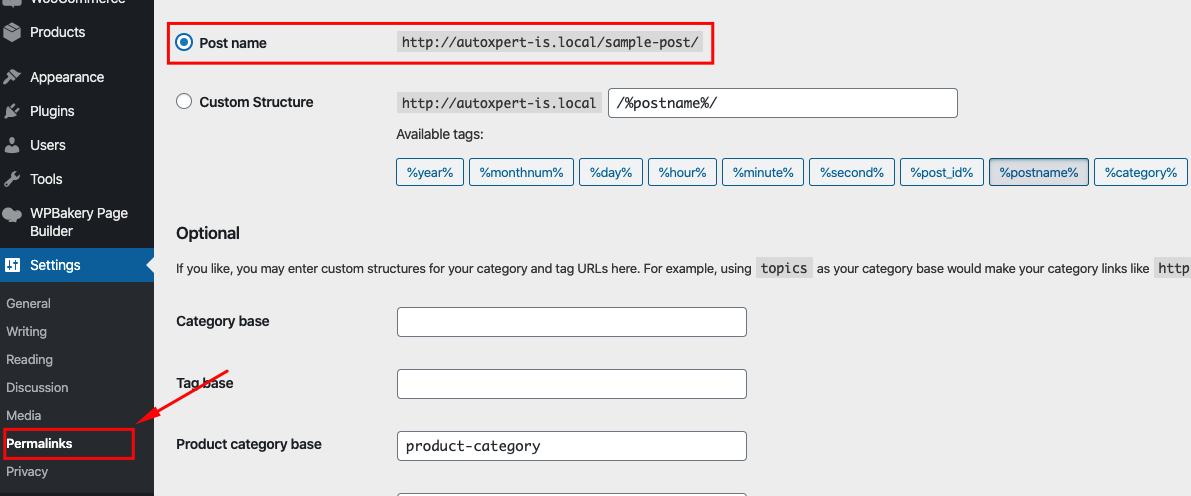 WooCommerce
Products
Appearance
Plugins
Users
Tools
WPBakery Page
Builder
Settings
General
Writing
Reading
Discussion
Media
Permalinks
Privacy
Post name http://autoxpert-is.local/sample-post/
Custom Structure http://autoxpert-is.local /%postname%/
Available tags:
%year% %monthnum% %day% %hour% %minute% %second% %post_id% %postname% %category%
Optional
If you like, you may enter custom structures for your category and tag URLs here. For example, using topics as your category base would make your category links like http
Category base
Tag base
Product category base product-category